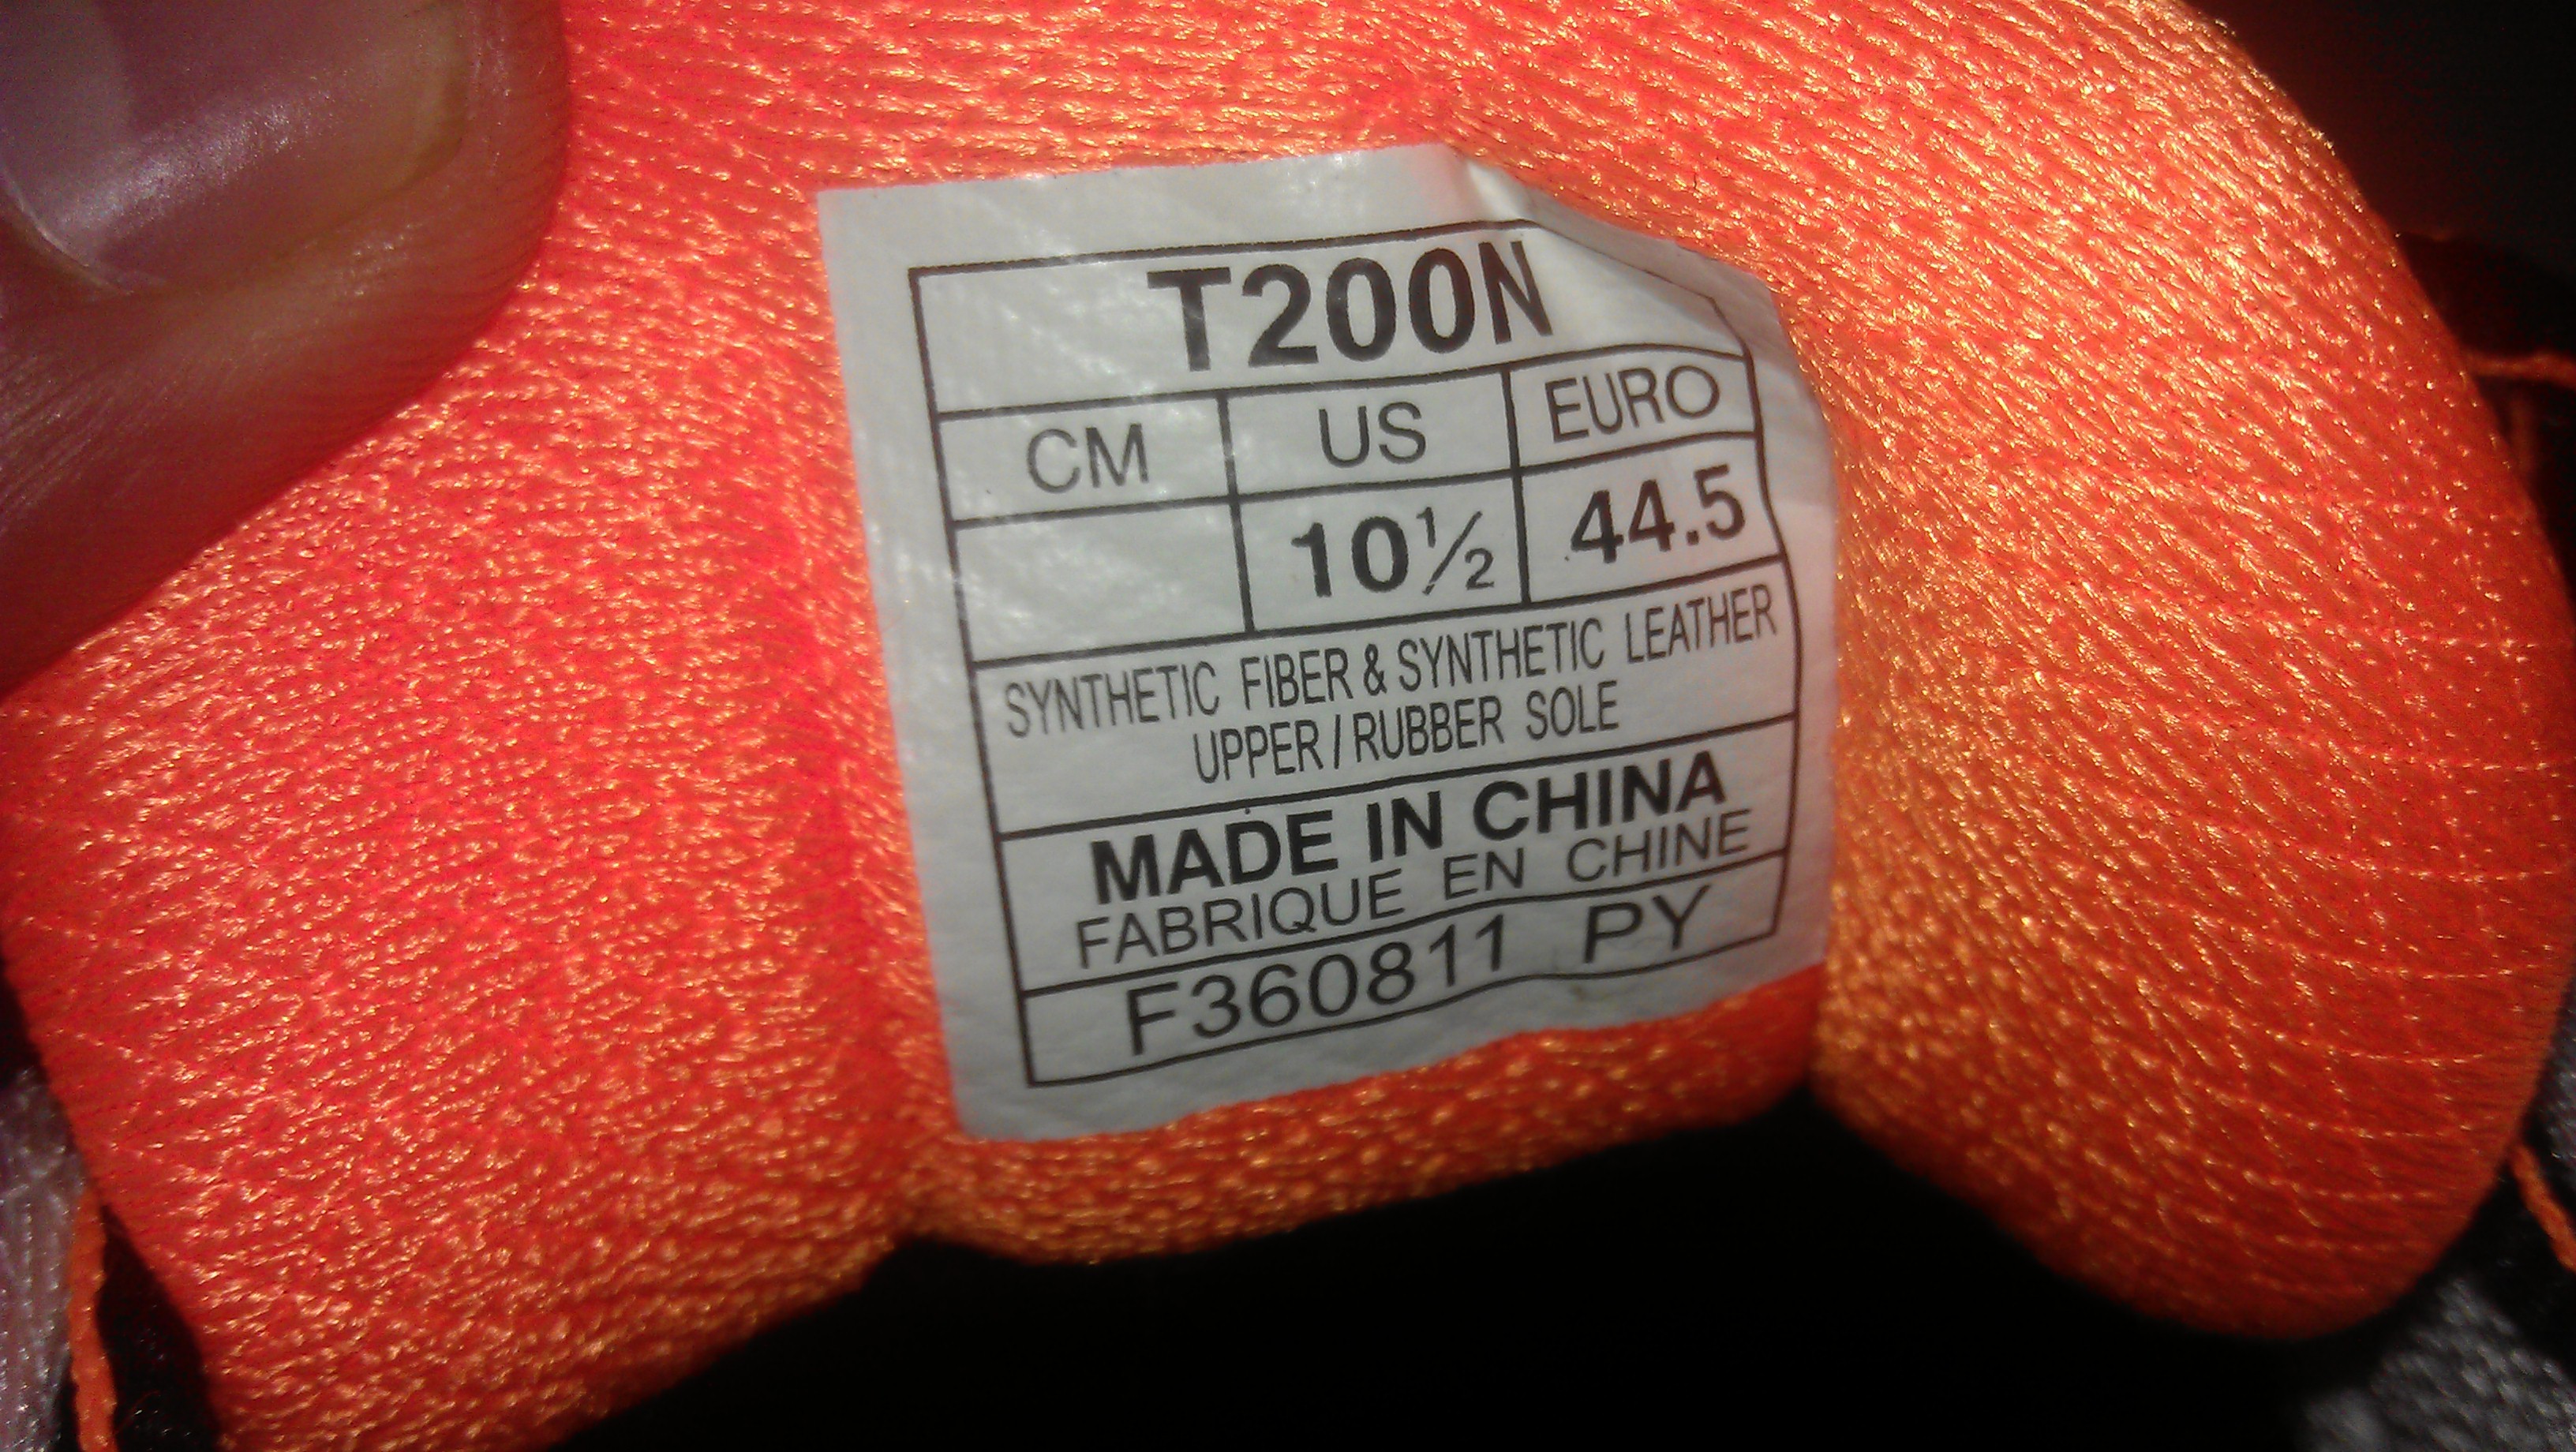 T200N
CM US EURO
10½ 44.5
SYNTHETIC FIBER & SYNTHETIC LEATHER
UPPER / RUBBER SOLE
MADE IN CHINA
FABRIQUE EN CHINE
F360811 PY